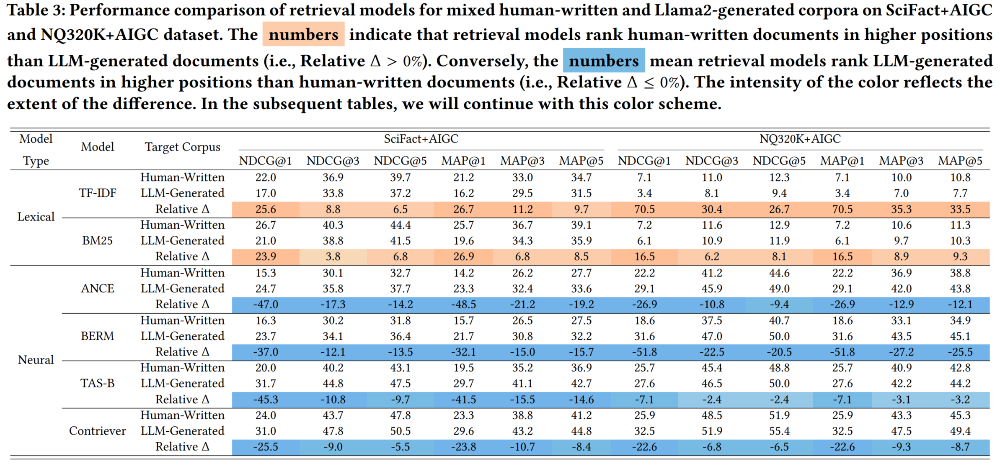 Table 3: Performance comparison of retrieval models for mixed human-written and Llama2-generated corpora on SciFact+AIGC
and NQ320K+AIGC dataset. The numbers indicate that retrieval models rank human-written documents in higher positions
than LLM-generated documents (i.e., Relative Δ > 0%). Conversely, the numbers mean retrieval models rank LLM-generated
documents in higher positions than human-written documents (i.e., Relative Δ ≤ 0%). The intensity of the color reflects the
extent of the difference. In the subsequent tables, we will continue with this color scheme.
Model Type Model Target Corpus SciFact+AIGC NQ320K+AIGC
NDCG@1 NDCG@3 NDCG@5 MAP@1 MAP@3 MAP@5 NDCG@1 NDCG@3 NDCG@5 MAP@1 MAP@3 MAP@5
Lexical
TF-IDF
Human-Written 22.0 36.9 39.7 21.2 33.0 34.7 7.1 11.0 12.3 7.1 10.0 10.8
LLM-Generated 17.0 33.8 37.2 16.2 29.5 31.5 3.4 8.1 9.4 3.4 7.0 7.7
Relative Δ 25.6 8.8 6.5 26.7 11.2 9.7 70.5 30.4 26.7 70.5 35.3 33.5
BM25
Human-Written 26.7 40.3 44.4 25.7 36.7 39.1 7.2 11.6 12.9 7.2 10.6 11.3
LLM-Generated 21.0 38.8 41.5 19.6 34.3 35.9 6.1 10.9 11.9 6.1 9.7 10.3
Relative Δ 23.9 3.8 6.8 26.9 6.8 8.5 16.5 6.2 8.1 16.5 8.9 9.3
Neural
ANCE
Human-Written 15.3 30.1 32.7 14.2 26.2 27.7 22.2 41.2 44.6 22.2 36.9 38.8
LLM-Generated 24.7 35.8 37.7 23.3 32.4 33.6 29.1 45.9 49.0 29.1 42.0 43.8
Relative Δ -47.0 -17.3 -14.2 -48.5 -21.2 -19.2 -26.9 -10.8 -9.4 -26.9 -12.9 -12.1
BERM
Human-Written 16.3 30.2 31.8 15.7 26.5 27.5 18.6 37.5 40.7 18.6 33.1 34.9
LLM-Generated 23.7 34.1 36.4 21.7 30.8 32.2 31.6 47.0 50.0 31.6 43.5 45.1
Relative Δ -37.0 -12.1 -13.5 -32.1 -15.0 -15.7 -51.8 -22.5 -20.5 -51.8 -27.2 -25.5
TAS-B
Human-Written 20.0 40.2 43.1 19.5 35.2 36.9 25.7 45.4 48.8 25.7 40.9 42.8
LLM-Generated 31.7 44.8 47.5 29.7 41.1 42.7 27.6 46.5 50.0 27.6 42.2 44.2
Relative Δ -45.3 -10.8 -9.7 -41.5 -15.5 -14.6 -7.1 -2.4 -2.4 -7.1 -3.1 -3.2
Contriever
Human-Written 24.0 43.7 47.8 23.3 38.8 41.2 25.9 48.5 51.9 25.9 43.3 45.3
LLM-Generated 31.0 47.8 50.5 29.6 43.2 44.8 32.5 51.9 55.4 32.5 47.5 49.4
Relative Δ -25.5 -9.0 -5.5 -23.8 -10.7 -8.4 -22.6 -6.8 -6.5 -22.6 -9.3 -8.7